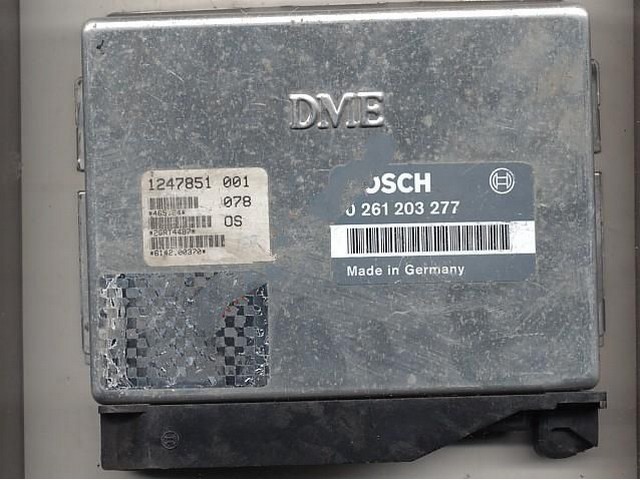 DME
1247851 001
078
OS
OSCH
0 261 203 277
Made in Germany